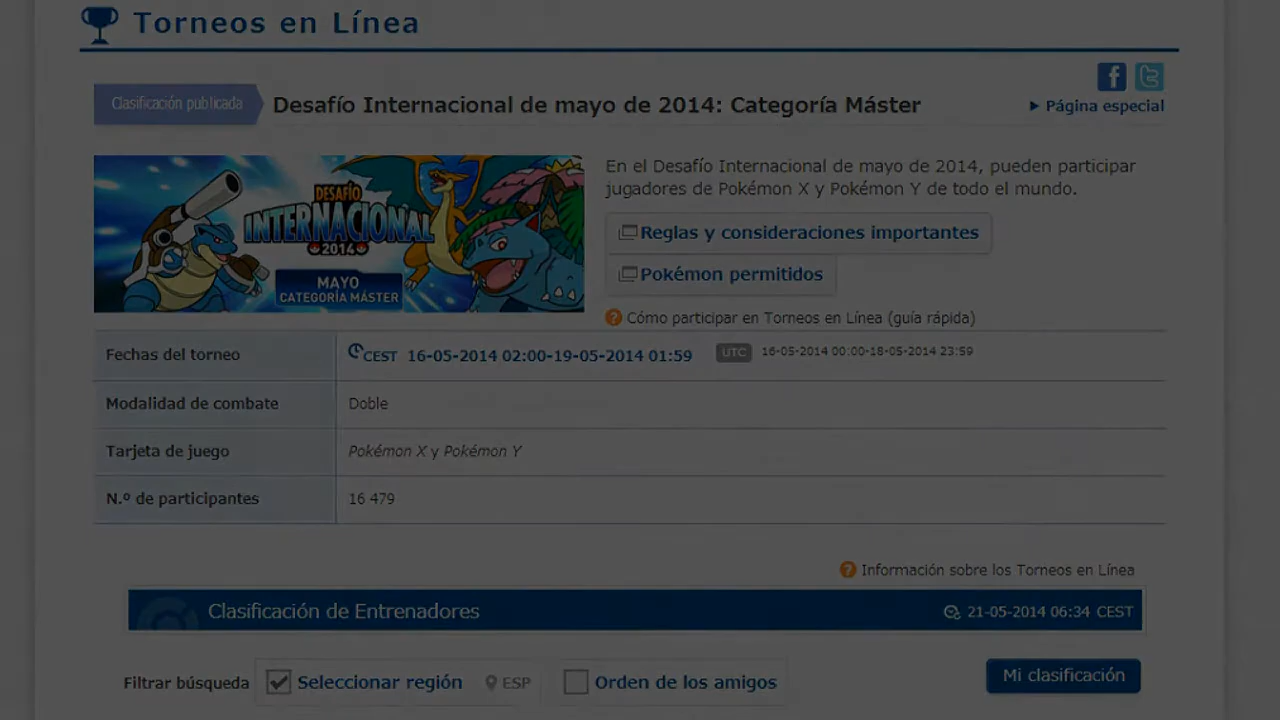 Torneos en Línea
Clasificación publicada
Desafío Internacional de mayo de 2014: Categoría Máster
Página especial
DESAFÍO
INTERNACIONAL
2014
MAYO
CATEGORÍA MÁSTER
En el Desafío Internacional de mayo de 2014, pueden participar
jugadores de Pokémon X y Pokémon Y de todo el mundo.
Reglas y consideraciones importantes
Pokémon permitidos
Cómo participar en Torneos en Línea (guía rápida)
Fechas del torneo CEST 16-05-2014 02:00-19-05-2014 01:59 UTC 16-05-2014 00:00-18-05-2014 23:59
Modalidad de combate Doble
Tarjeta de juego Pokémon X y Pokémon Y
N.º de participantes 16 479
Información sobre los Torneos en Línea
Clasificación de Entrenadores 21-05-2014 06:34 CEST
Filtrar búsqueda Seleccionar región ESP Orden de los amigos Mi clasificación